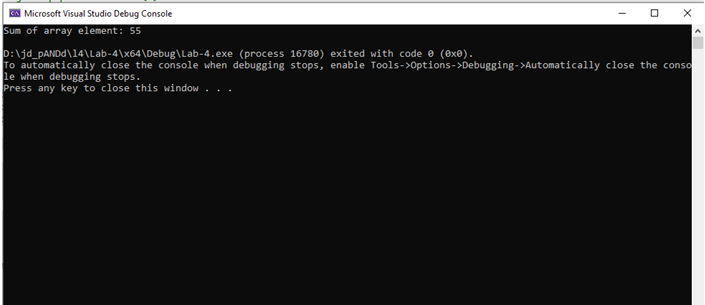 Microsoft Visual Studio Debug Console
Sum of array element: 55
D:\jd_pANDd\l4\Lab-4\x64\Debug\Lab-4.exe (process 16780) exited with code 0 (0x0).
To automatically close the console when debugging stops, enable Tools->Options->Debugging->Automatically close the conso
le when debugging stops.
Press any key to close this window . . .